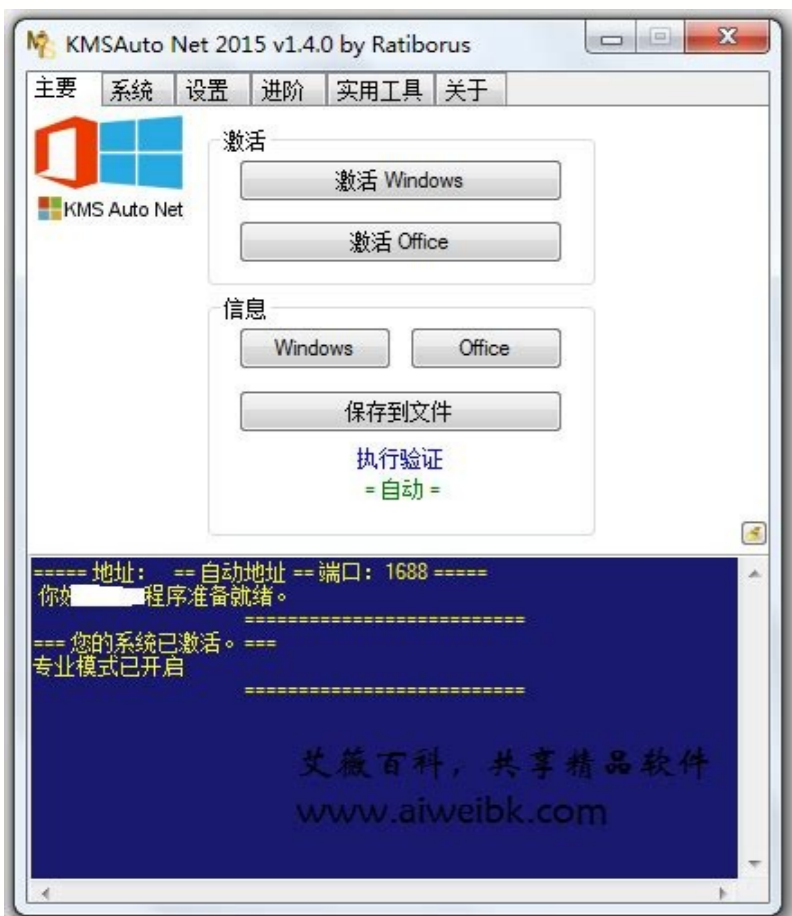 KMSAuto Net 2015 v1.4.0 by Ratiborus
主要 系统 设置 进阶 实用工具 关于
KMS Auto Net
激活
激活 Windows
激活 Office
信息
Windows Office
保存到文件
执行验证
= 自动 =
===== 地址： == 自动地址 == 端口：1688 =====
你好 程序准备就绪。
==========================
=== 您的系统已激活。===
专业模式已开启
==========================
艾薇百科，共享精品软件
www.aiweibk.com